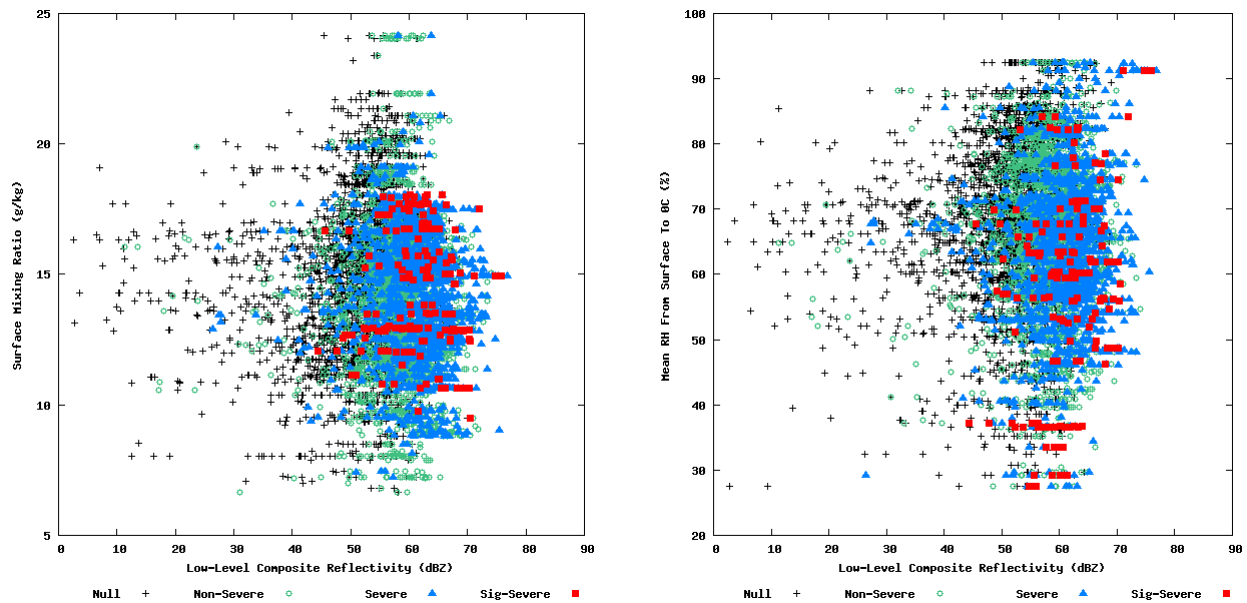 25
20
15
10
5
Surface Mixing Ratio (g/kg)
0 10 20 30 40 50 60 70 80 90
Low-Level Composite Reflectivity (dBZ)
Null Non-Severe Severe Sig-Severe
100
90
80
70
60
50
40
30
20
Mean RH From Surface To 0C (%)
0 10 20 30 40 50 60 70 80 90
Low-Level Composite Reflectivity (dBZ)
Null Non-Severe Severe Sig-Severe